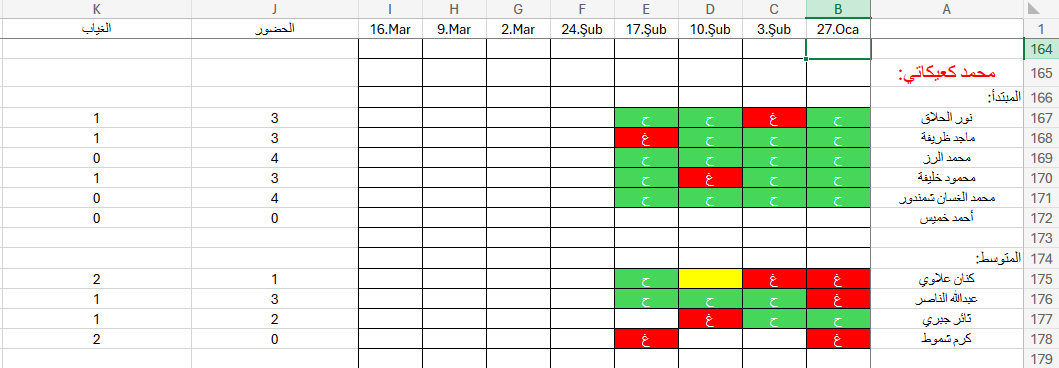 A B C D E F G H I J K
1 27.Oca 3.Şub 10.Şub 17.Şub 24.Şub 2.Mar 9.Mar 16.Mar الحضور الغياب
164
165 محمد كعيكاتي:
166 المبتدأ:
167 نور الحلاق ح غ ح ح 3 1
168 ماجد ظريفة ح ح ح غ 3 1
169 محمد الرز ح ح ح ح 4 0
170 محمود خليفة ح ح غ ح 3 1
171 محمد الغسان شمندور ح ح ح ح 4 0
172 أحمد خميس 0 0
173
174 المتوسط:
175 كنان علاوي غ غ ح 1 2
176 عبدالله الناصر غ ح ح ح 3 1
177 ثائر جبري ح ح غ 2 1
178 كرم شموط غ غ 0 2
179